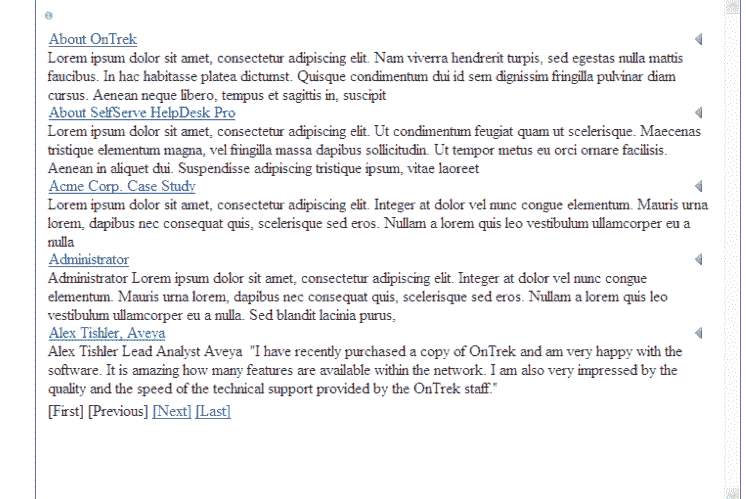 About OnTrek
Lorem ipsum dolor sit amet, consectetur adipiscing elit. Nam viverra hendrerit turpis, sed egestas nulla mattis
faucibus. In hac habitasse platea dictumst. Quisque condimentum dui id sem dignissim fringilla pulvinar diam
cursus. Aenean neque libero, tempus et sagittis in, suscipit
About SelfServe HelpDesk Pro
Lorem ipsum dolor sit amet, consectetur adipiscing elit. Ut condimentum feugiat quam ut scelerisque. Maecenas
tristique elementum magna, vel fringilla massa dapibus sollicitudin. Ut tempor metus eu orci ornare facilisis.
Aenean in aliquet dui. Suspendisse adipiscing tristique ipsum, vitae laoreet
Acme Corp. Case Study
Lorem ipsum dolor sit amet, consectetur adipiscing elit. Integer at dolor vel nunc congue elementum. Mauris urna
lorem, dapibus nec consequat quis, scelerisque sed eros. Nullam a lorem quis leo vestibulum ullamcorper eu a
nulla
Administrator
Administrator Lorem ipsum dolor sit amet, consectetur adipiscing elit. Integer at dolor vel nunc congue
elementum. Mauris urna lorem, dapibus nec consequat quis, scelerisque sed eros. Nullam a lorem quis leo
vestibulum ullamcorper eu a nulla. Sed blandit lacinia purus,
Alex Tishler, Aveya
Alex Tishler Lead Analyst Aveya  "I have recently purchased a copy of OnTrek and am very happy with the
software. It is amazing how many features are available within the network. I am also very impressed by the
quality and the speed of the technical support provided by the OnTrek staff."
[First] [Previous] [Next] [Last]